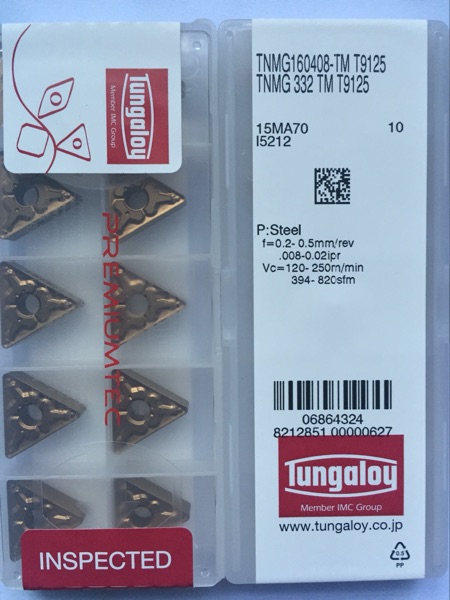 Tungaloy
Member IMC Group
PREMIUMTEC
INSPECTED
TNMG160408-TM T9125
TNMG 332 TM T9125
15MA70 10
I5212
P:Steel
f=0.2- 0.5mm/rev
.008-0.02ipr
Vc=120- 250m/min
394- 820sfm
06864324
8212851 00000627
Tungaloy
Member IMC Group
www.tungaloy.co.jp
0.5
PP